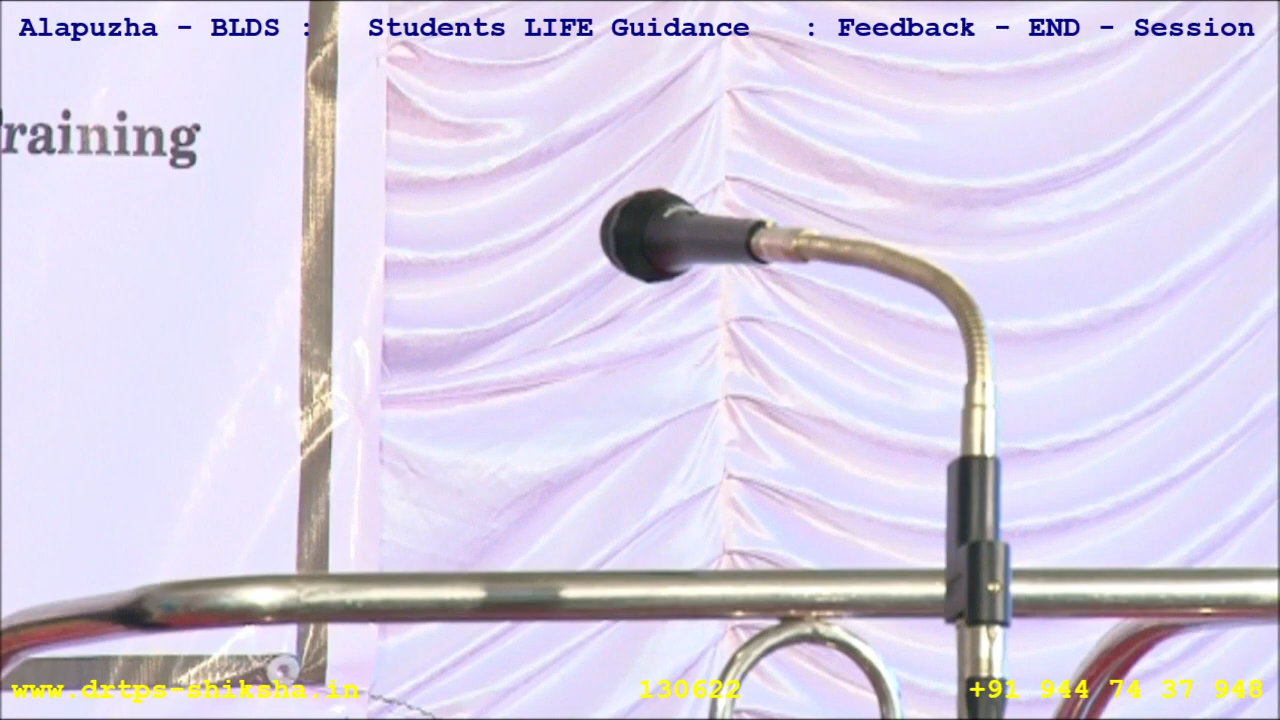 Alapuzha - BLDS : Students LIFE Guidance : Feedback - END - Session
raining
www.drtps-shiksha.in 130622 +91 944 74 37 948